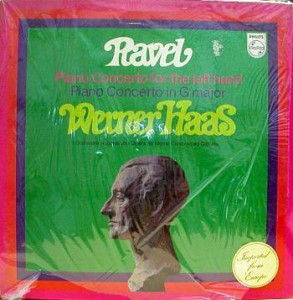 Ravel
PHILIPS
Piano Concerto for the left hand
Piano Concerto in G major
Werner Haas
Imported
from
Europe